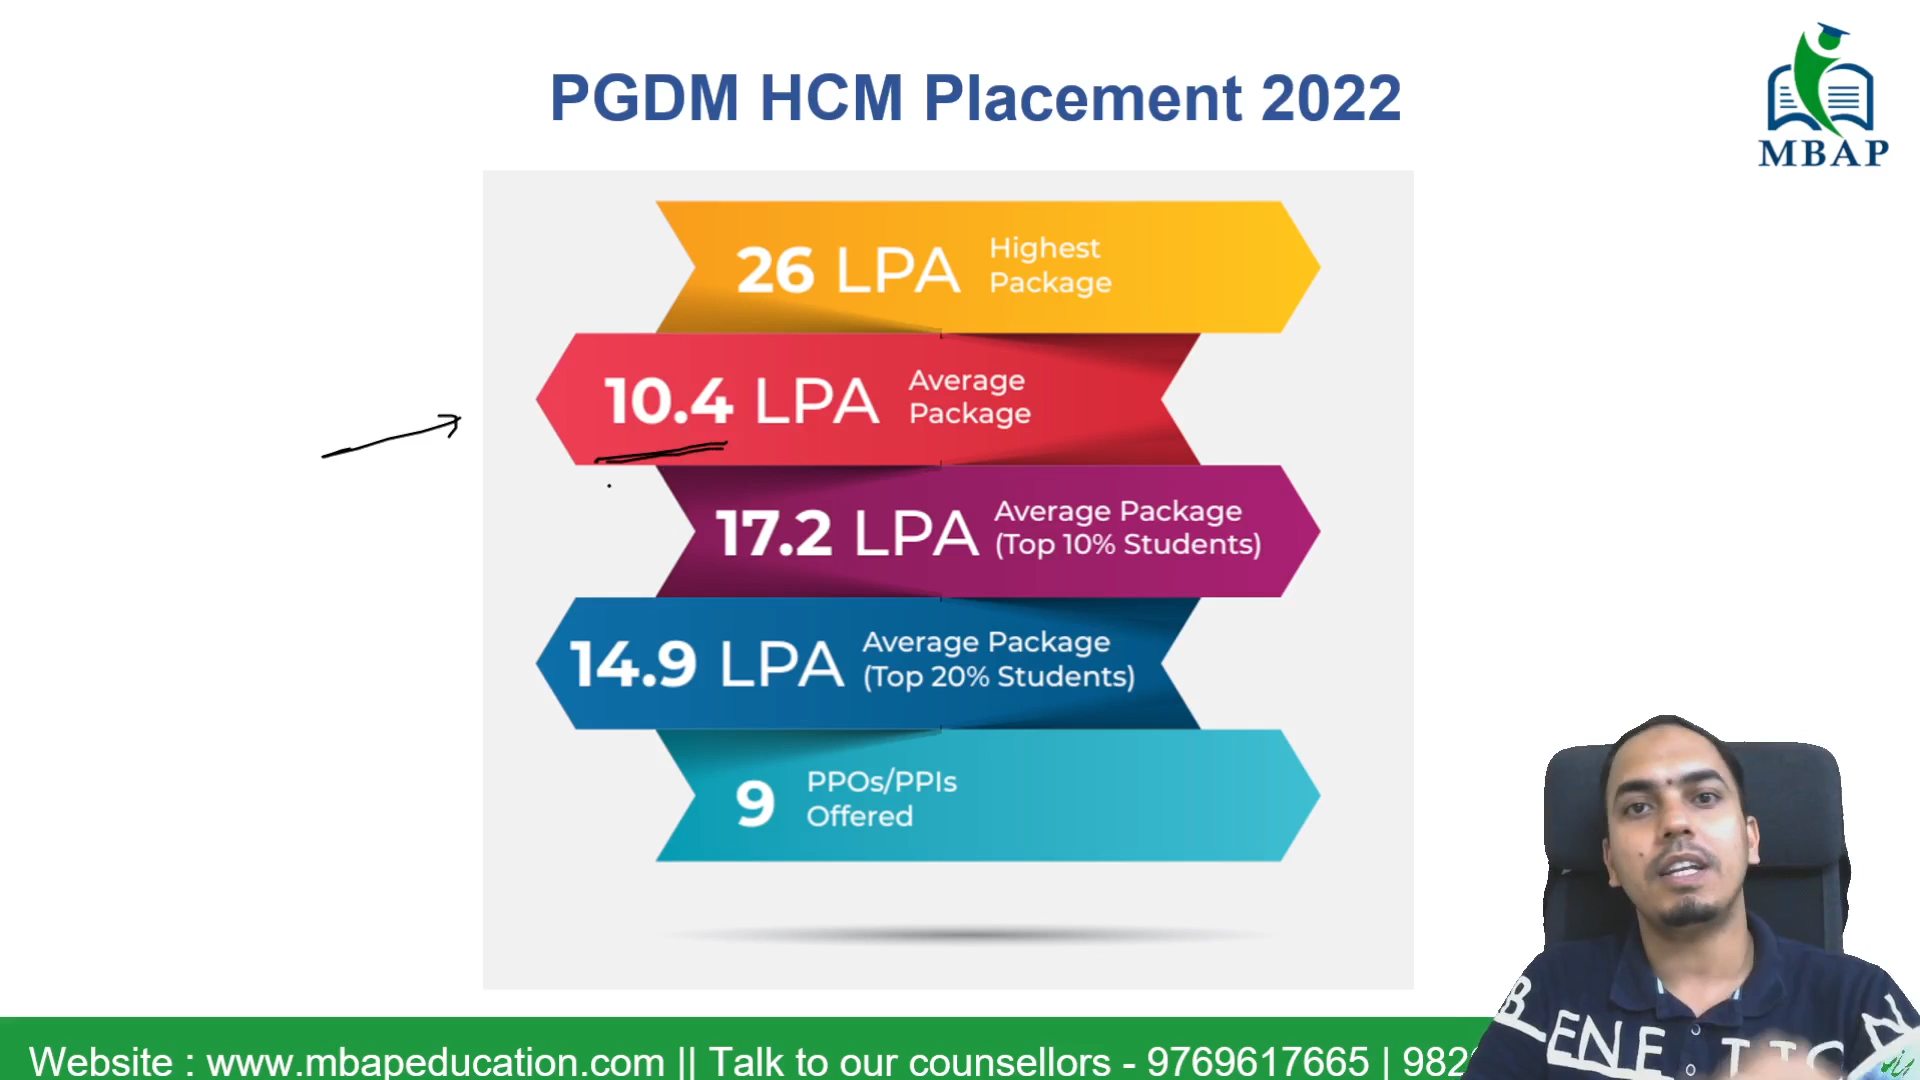 PGDM HCM Placement 2022
MBAP
26 LPA Highest
Package
10.4 LPA Average
Package
17.2 LPA Average Package
(Top 10% Students)
14.9 LPA Average Package
(Top 20% Students)
9 PPOs/PPIs
Offered
Website : www.mbapeducation.com || Talk to our counsellors - 9769617665 | 982
BENE